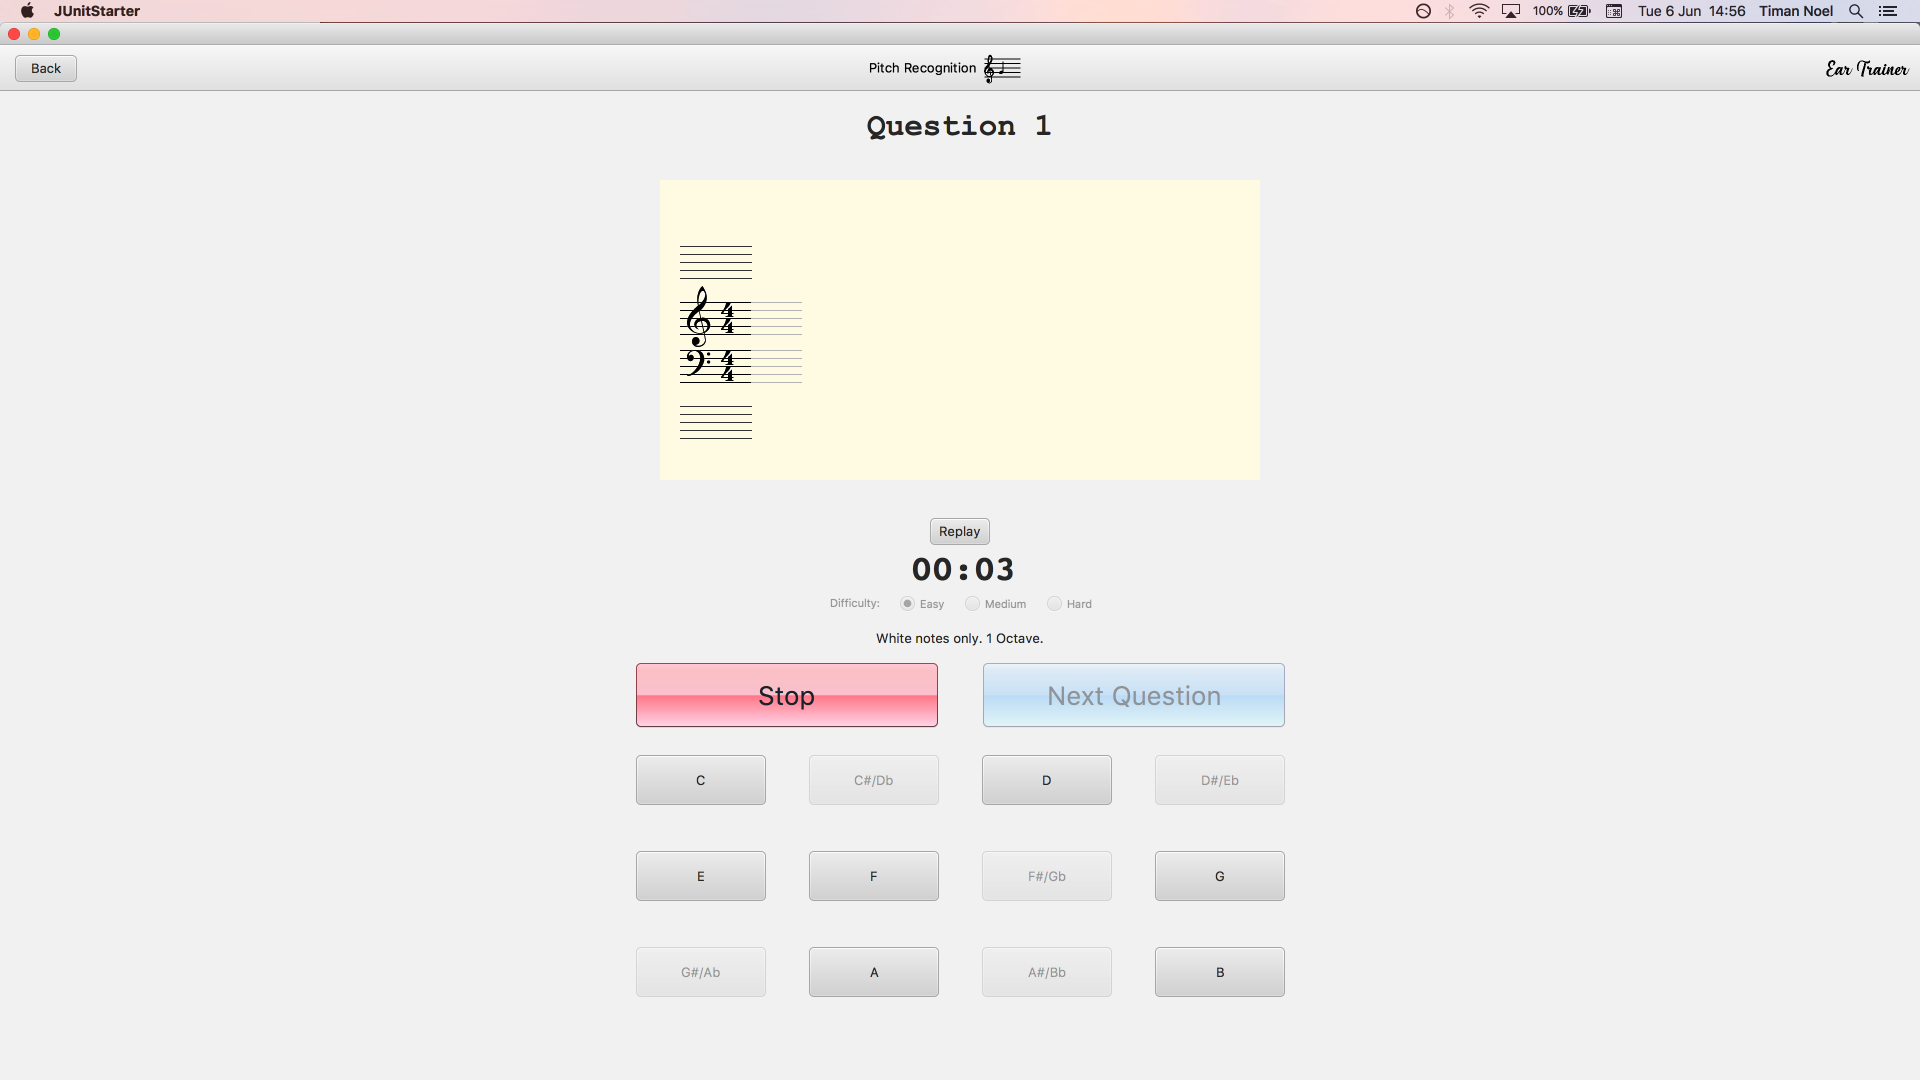 JUnitStarter
100% Tue 6 Jun 14:56 Timan Noel
Back
Pitch Recognition
Ear Trainer
Question 1
4
4
4
4
Replay
00:03
Difficulty: Easy Medium Hard
White notes only. 1 Octave.
Stop Next Question
C C#/Db D D#/Eb
E F F#/Gb G
G#/Ab A A#/Bb B